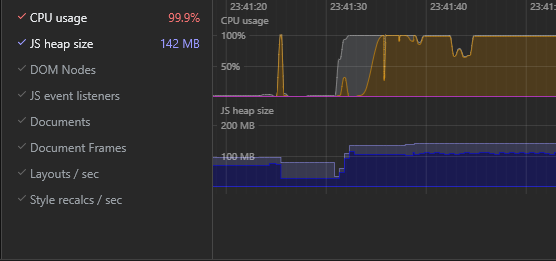 CPU usage 99.9%
JS heap size 142 MB
DOM Nodes
JS event listeners
Documents
Document Frames
Layouts / sec
Style recalcs / sec
23:41:20 23:41:30 23:41:40 23:41:50
CPU usage
100%
50%
JS heap size
200 MB
100 MB